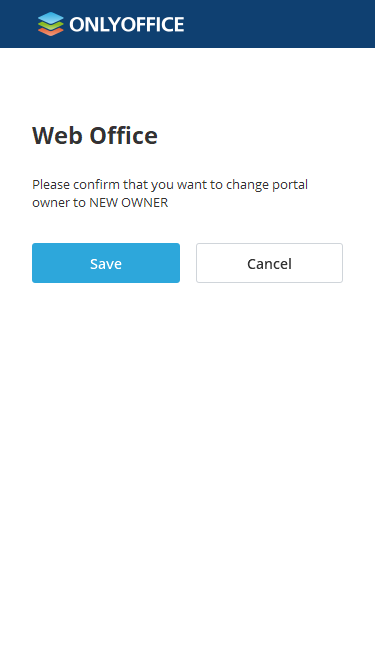 ONLYOFFICE
Web Office
Please confirm that you want to change portal
owner to NEW OWNER
Save
Cancel